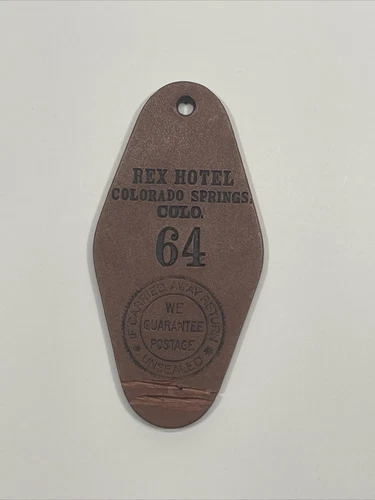 REX HOTEL
COLORADO SPRINGS,
COLO.
64
IF CARRIED AWAY RETURN
WE
GUARANTEE
POSTAGE
UNSEALED